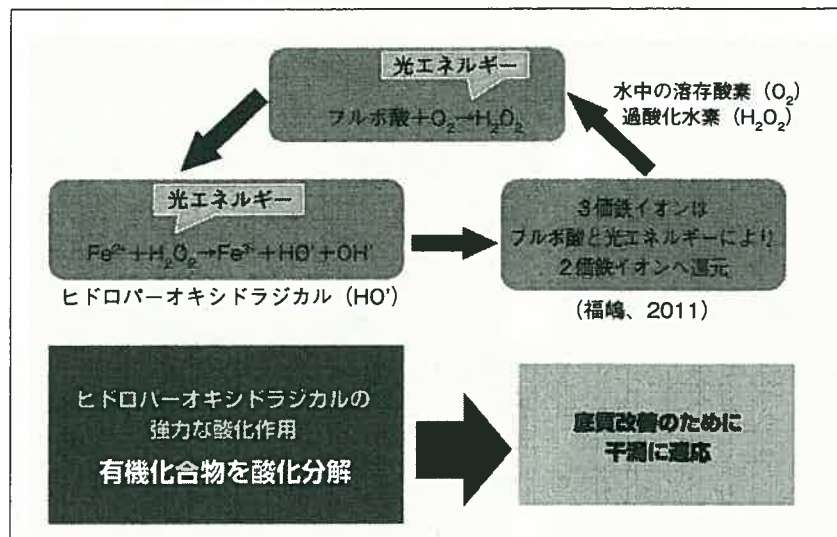 光エネルギー
フルボ酸+O₂→H₂O₂
水中の溶存酸素（O₂）
過酸化水素（H₂O₂）
光エネルギー
Fe²⁺+H₂O₂→Fe³⁺+HO'+OH'
ヒドロパーオキシドラジカル（HO'）
3価鉄イオンは
フルボ酸と光エネルギーにより
2価鉄イオンへ還元
（福嶋、2011）
ヒドロパーオキシドラジカルの
強力な酸化作用
有機化合物を酸化分解
底質改善のために
干潟に適応